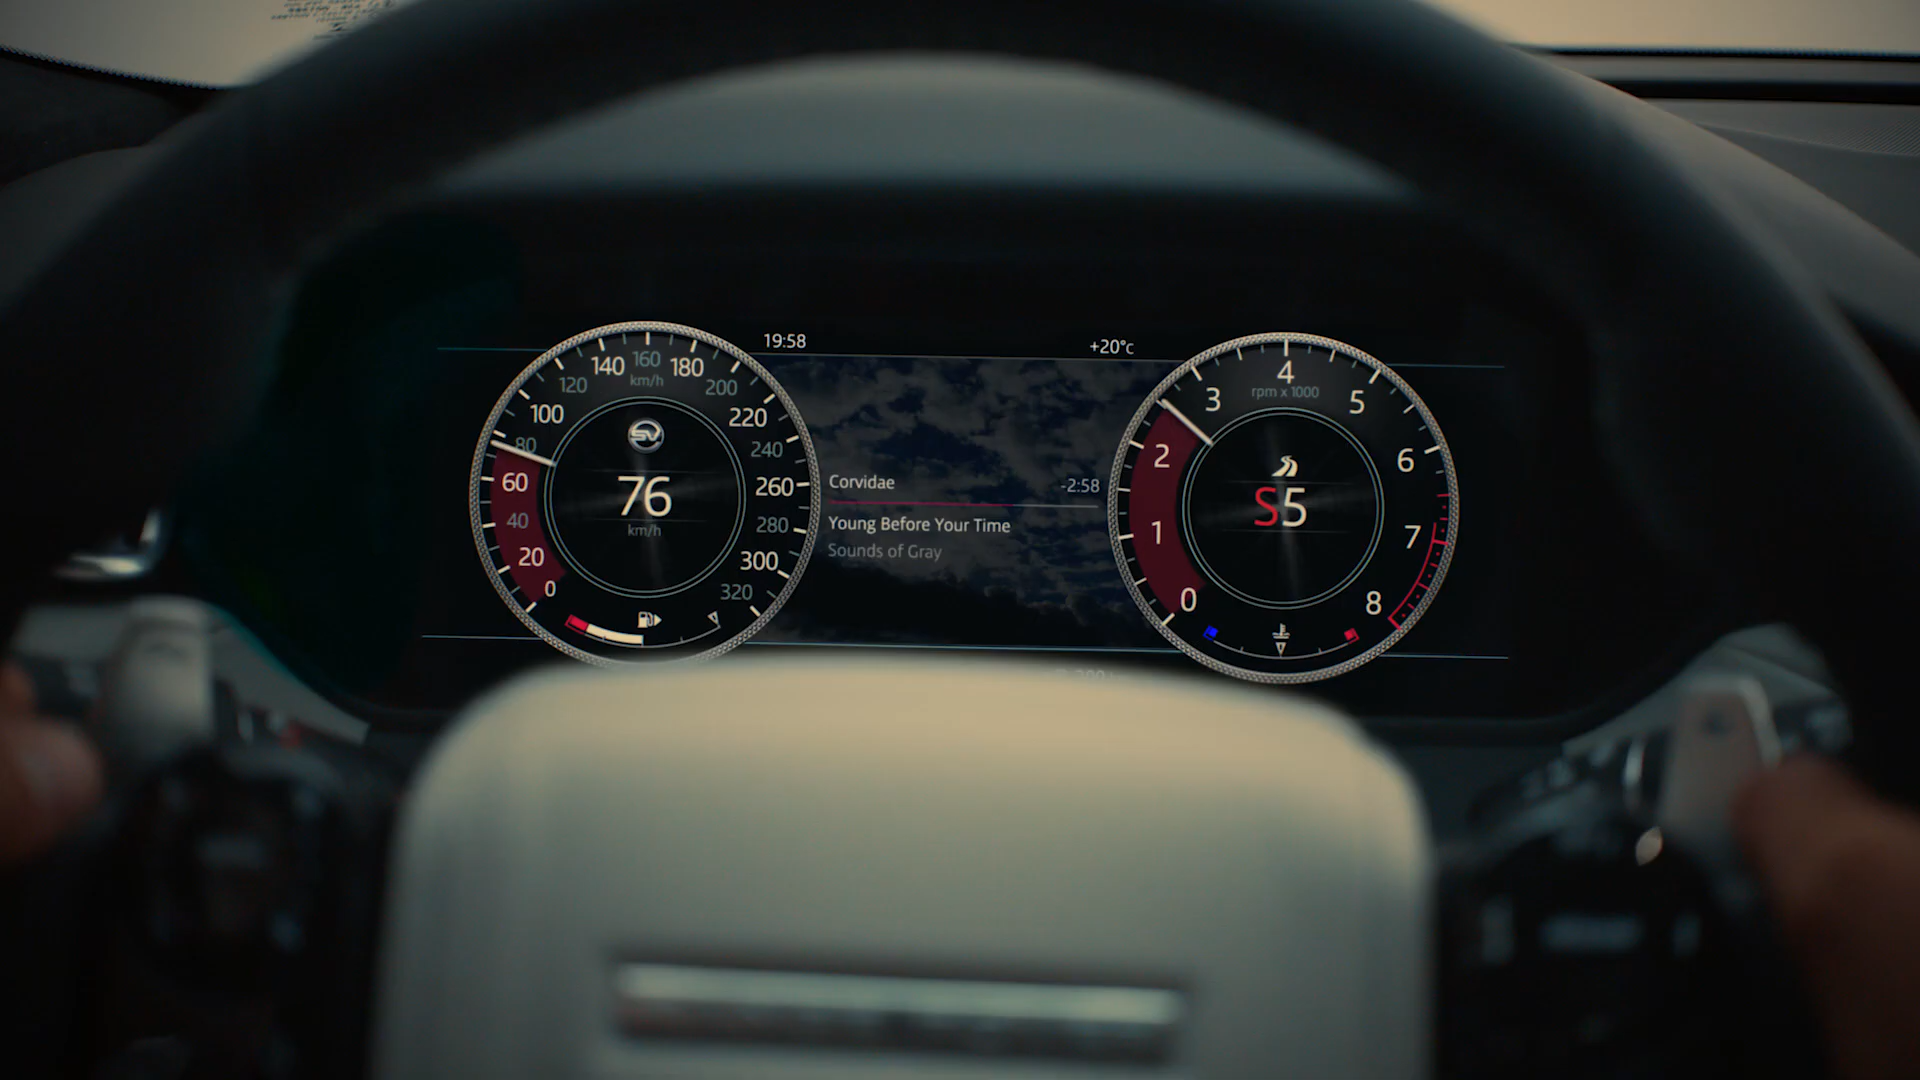 19:58
+20°c
140 160 180
km/h
120 200
100 220
80 240
60 260
40 280
20 300
0 320
SV
76
km/h
Corvidae -2:58
Young Before Your Time
Sounds of Gray
4
rpm x 1000
3 5
2 6
1 7
0 8
S5